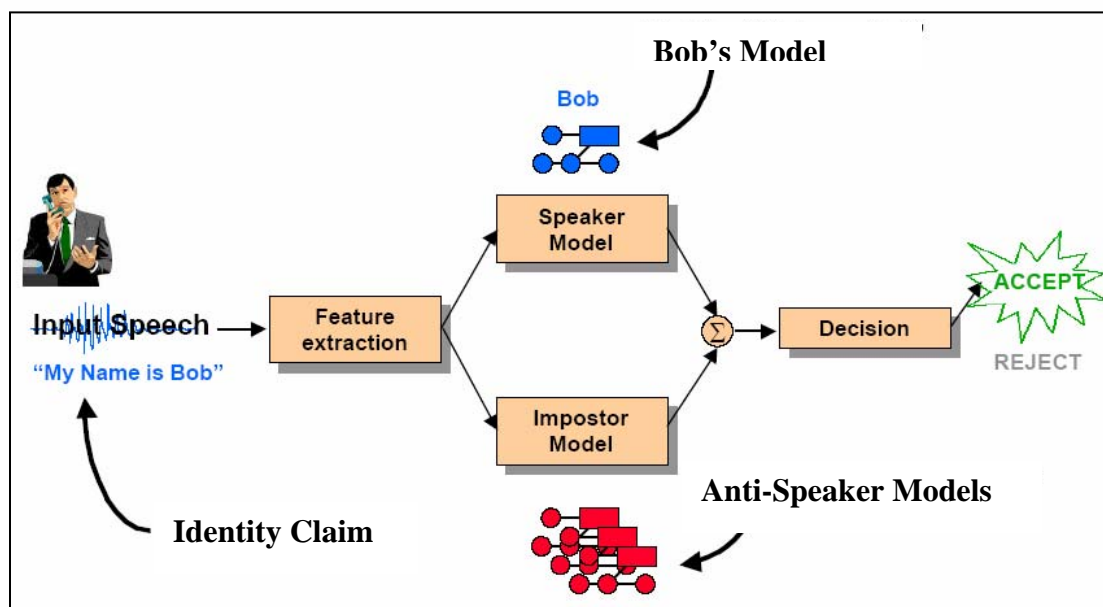 Bob's Model
Bob
Speaker
Model
Input Speech
Feature
extraction
Σ
Decision
ACCEPT
REJECT
"My Name is Bob"
Impostor
Model
Anti-Speaker Models
Identity Claim